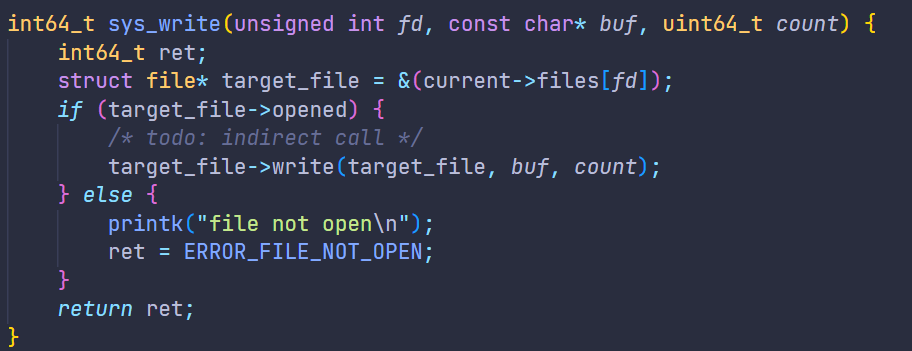 int64_t sys_write(unsigned int fd, const char* buf, uint64_t count) {
    int64_t ret;
    struct file* target_file = &(current->files[fd]);
    if (target_file->opened) {
        /* todo: indirect call */
        target_file->write(target_file, buf, count);
    } else {
        printk("file not open\n");
        ret = ERROR_FILE_NOT_OPEN;
    }
    return ret;
}